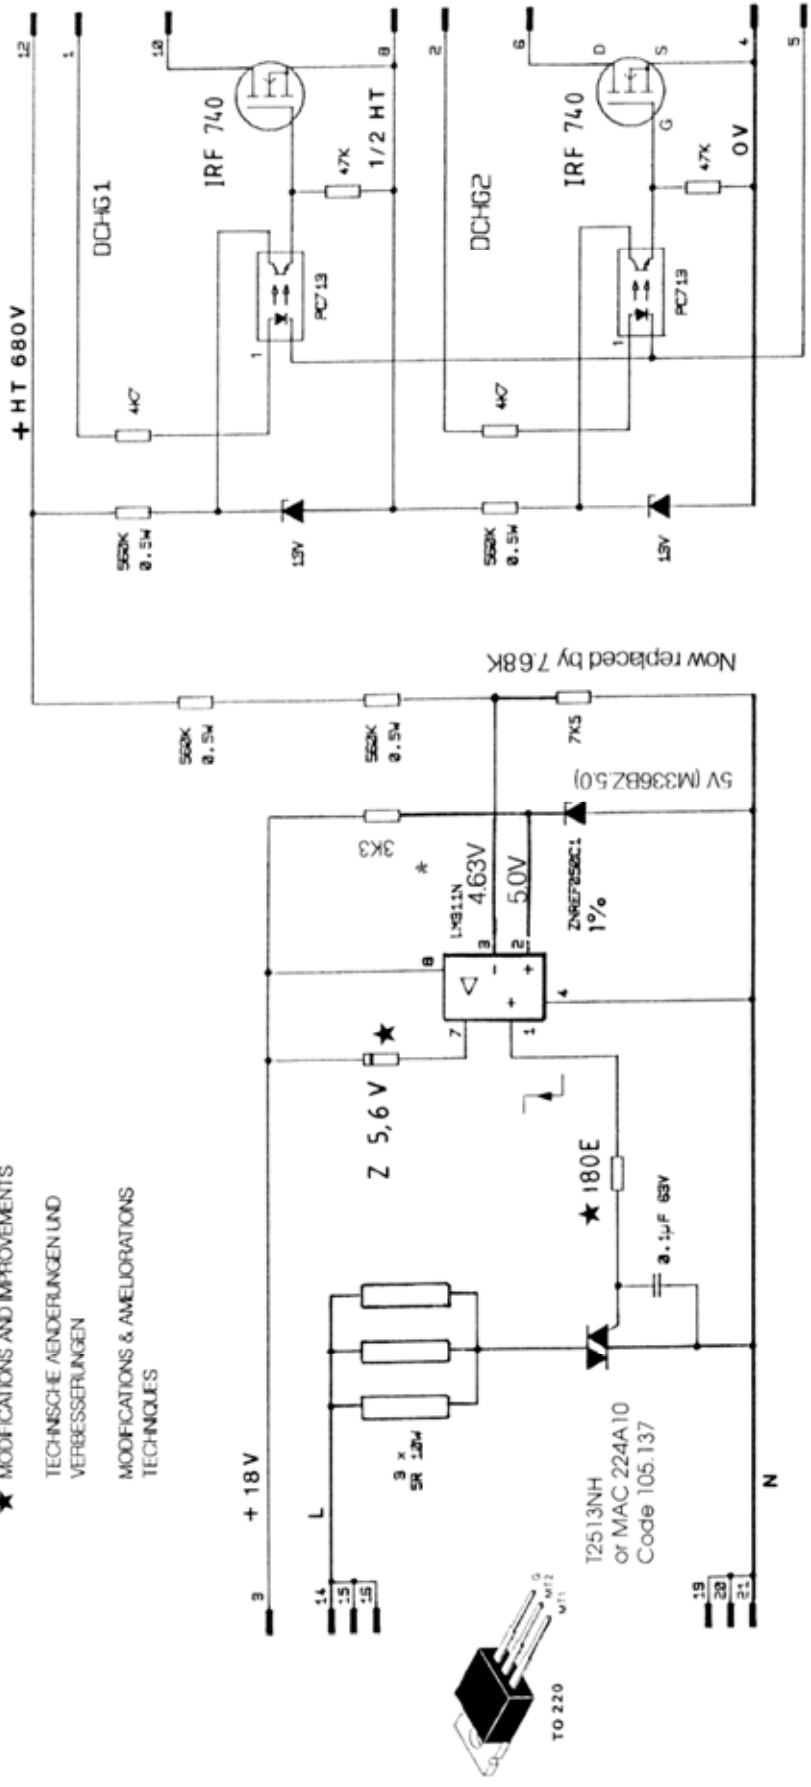 ★ MODIFICATIONS AND IMPROVEMENTS
TECHNISCHE AENDERUNGEN UND
VERBESSERUNGEN
MODIFICATIONS & AMELIORATIONS
TECHNIQUES
+ 18V
3
L
14
15
16
3 x
5R 10W
Z 5,6 V ★
7
8
1
4
3
2
-
+
+
LM311N
4.63V
5.0V
*
3K3
ZNREF050C1
1%
5V (M336BZ5.0)
★ 180E
0.1µF 63V
T2513NH
or MAC 224A10
Code 105.137
TO 220
G
MT2
MT1
19
20
21
N
560K
0.5W
560K
0.5W
7K5
Now replaced by 7.68K
+ HT 680V
12
1
10
8
560K
0.5W
4K7
DCHG1
1
PC713
IRF 740
47K
1/2 HT
13V
2
6
4
5
560K
0.5W
4K7
DCHG2
1
PC713
IRF 740
D
S
G
47K
0V
13V